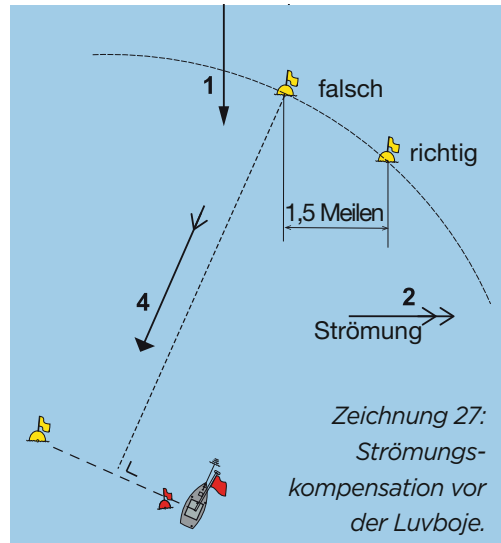 1
falsch
richtig
1,5 Meilen
2
4
Strömung
Zeichnung 27:
Strömungs-
kompensation vor
der Luvboje.